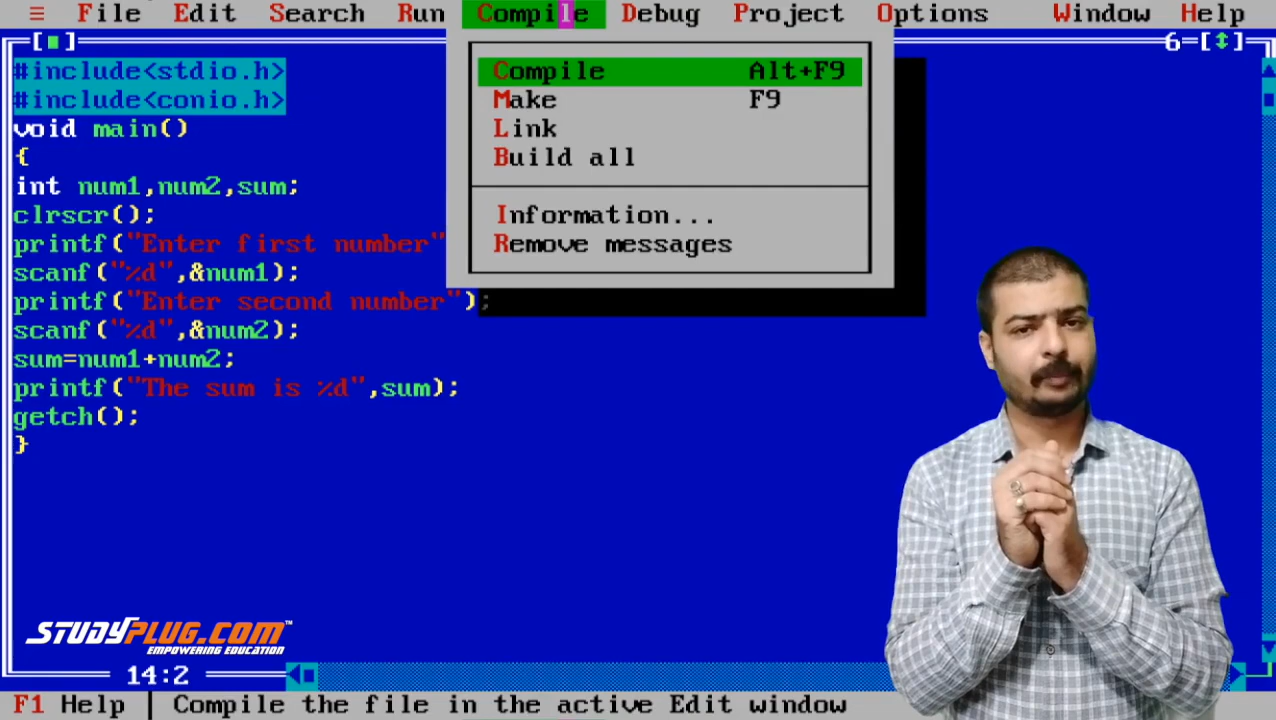 ≡ File Edit Search Run Compile Debug Project Options Window Help
[■] 6=[↕]
#include<stdio.h>
#include<conio.h>
void main()
{
int num1,num2,sum;
clrscr();
printf("Enter first number"
scanf("%d",&num1);
printf("Enter second number");
scanf("%d",&num2);
sum=num1+num2;
printf("The sum is %d",sum);
getch();
}
Compile Alt+F9
Make F9
Link
Build all
Information...
Remove messages
STUDYPLUG.COM™
EMPOWERING EDUCATION
14:2
F1 Help | Compile the file in the active Edit window